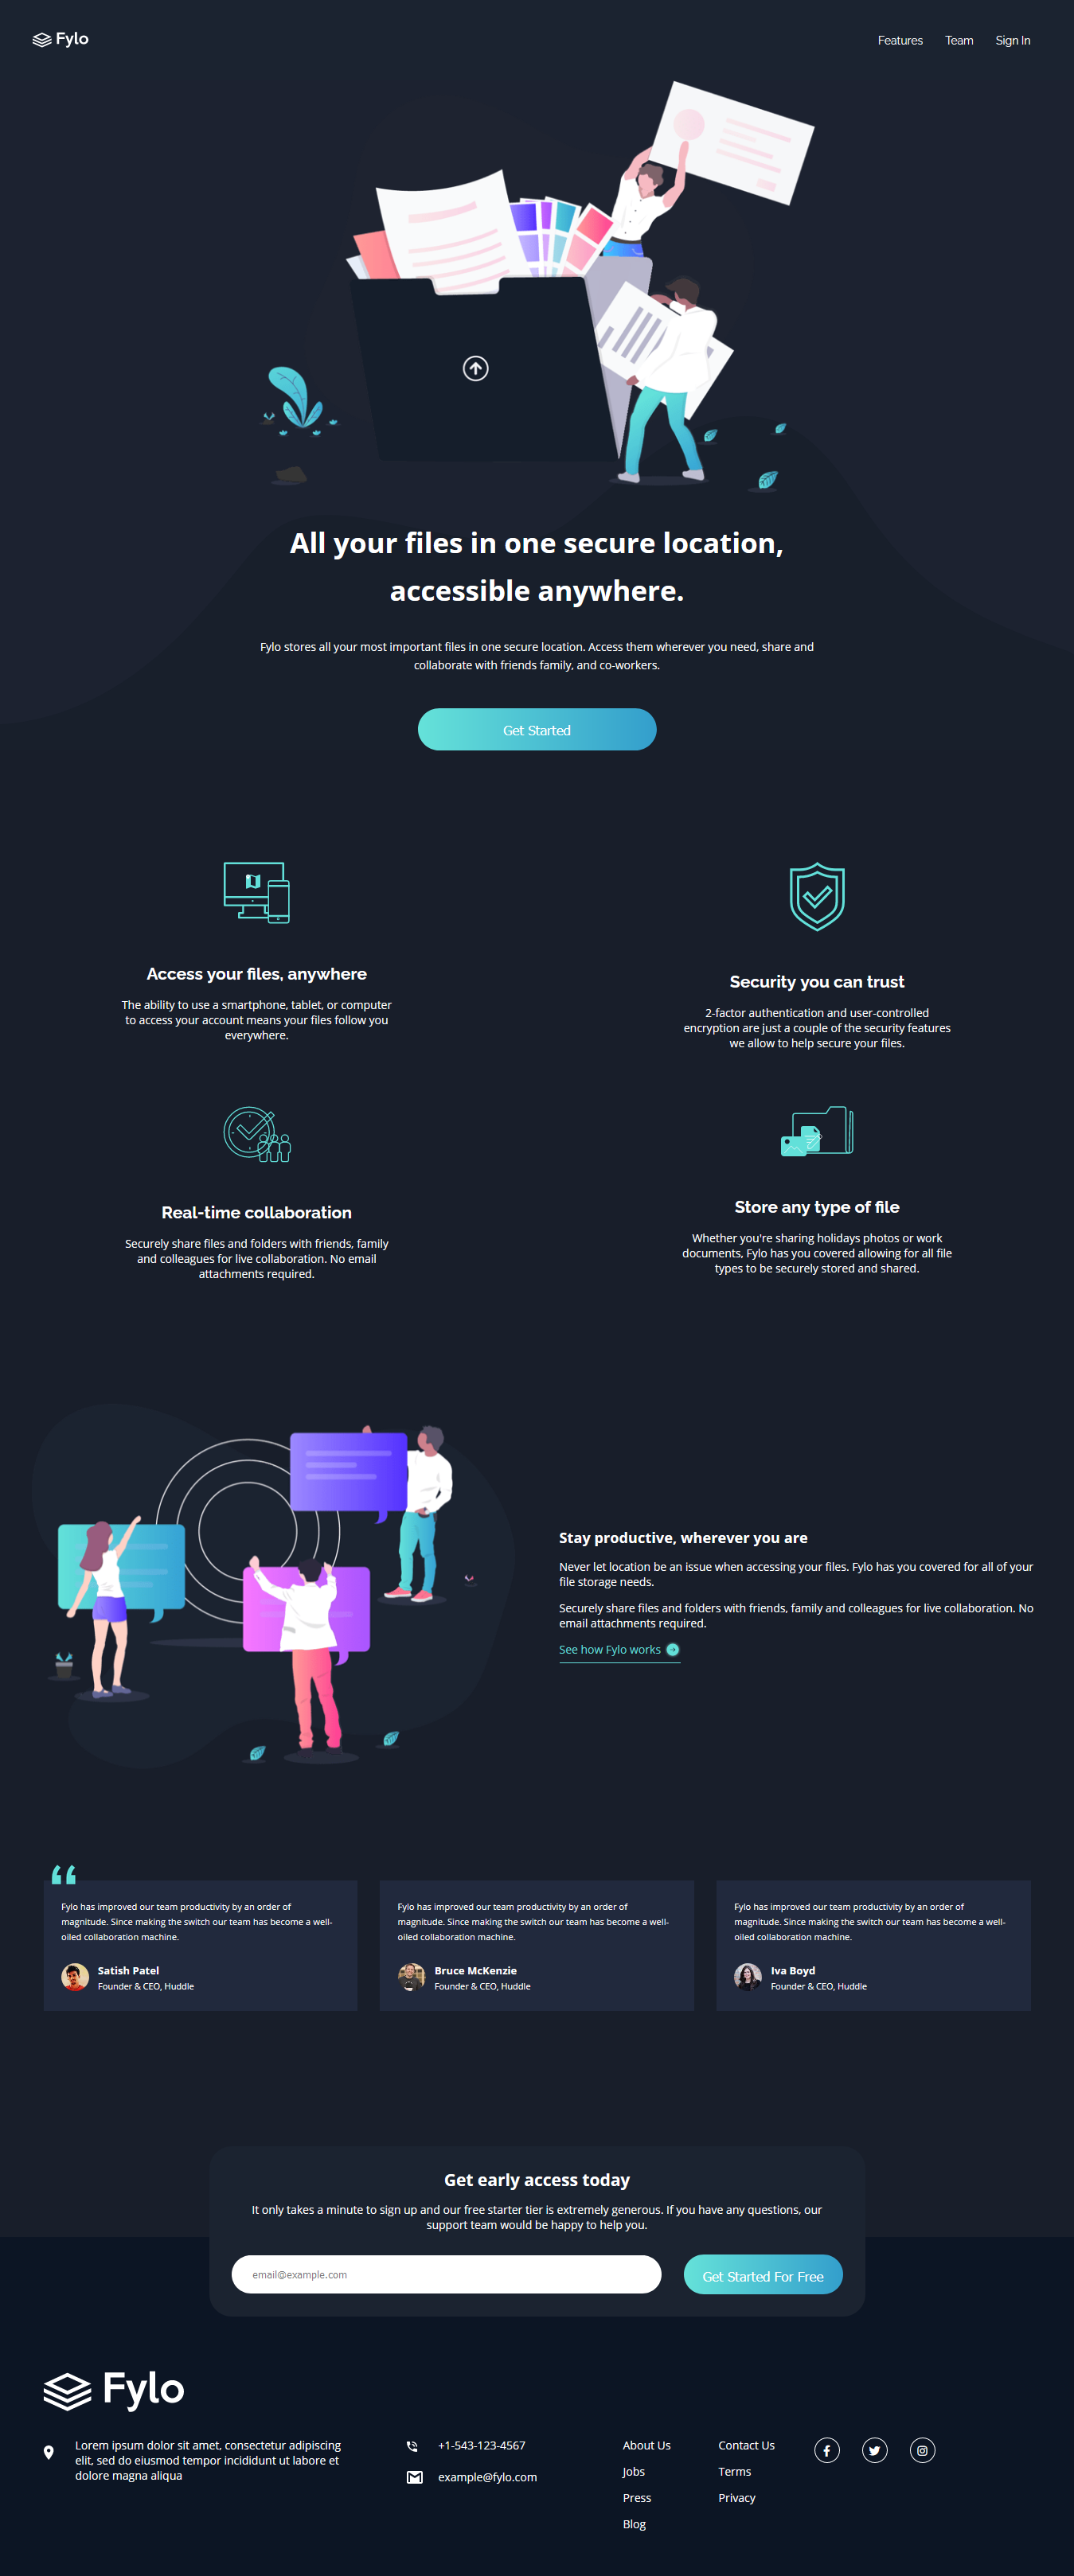 Fylo
Features Team Sign In
All your files in one secure location,
accessible anywhere.
Fylo stores all your most important files in one secure location. Access them wherever you need, share and
collaborate with friends family, and co-workers.
Get Started
Access your files, anywhere
The ability to use a smartphone, tablet, or computer
to access your account means your files follow you
everywhere.
Security you can trust
2-factor authentication and user-controlled
encryption are just a couple of the security features
we allow to help secure your files.
Real-time collaboration
Securely share files and folders with friends, family
and colleagues for live collaboration. No email
attachments required.
Store any type of file
Whether you're sharing holidays photos or work
documents, Fylo has you covered allowing for all file
types to be securely stored and shared.
Stay productive, wherever you are
Never let location be an issue when accessing your files. Fylo has you covered for all of your
file storage needs.
Securely share files and folders with friends, family and colleagues for live collaboration. No
email attachments required.
See how Fylo works
Fylo has improved our team productivity by an order of
magnitude. Since making the switch our team has become a well-
oiled collaboration machine.
Satish Patel
Founder & CEO, Huddle
Fylo has improved our team productivity by an order of
magnitude. Since making the switch our team has become a well-
oiled collaboration machine.
Bruce McKenzie
Founder & CEO, Huddle
Fylo has improved our team productivity by an order of
magnitude. Since making the switch our team has become a well-
oiled collaboration machine.
Iva Boyd
Founder & CEO, Huddle
Get early access today
It only takes a minute to sign up and our free starter tier is extremely generous. If you have any questions, our
support team would be happy to help you.
email@example.com
Get Started For Free
Fylo
Lorem ipsum dolor sit amet, consectetur adipiscing
elit, sed do eiusmod tempor incididunt ut labore et
dolore magna aliqua
+1-543-123-4567
example@fylo.com
About Us
Jobs
Press
Blog
Contact Us
Terms
Privacy